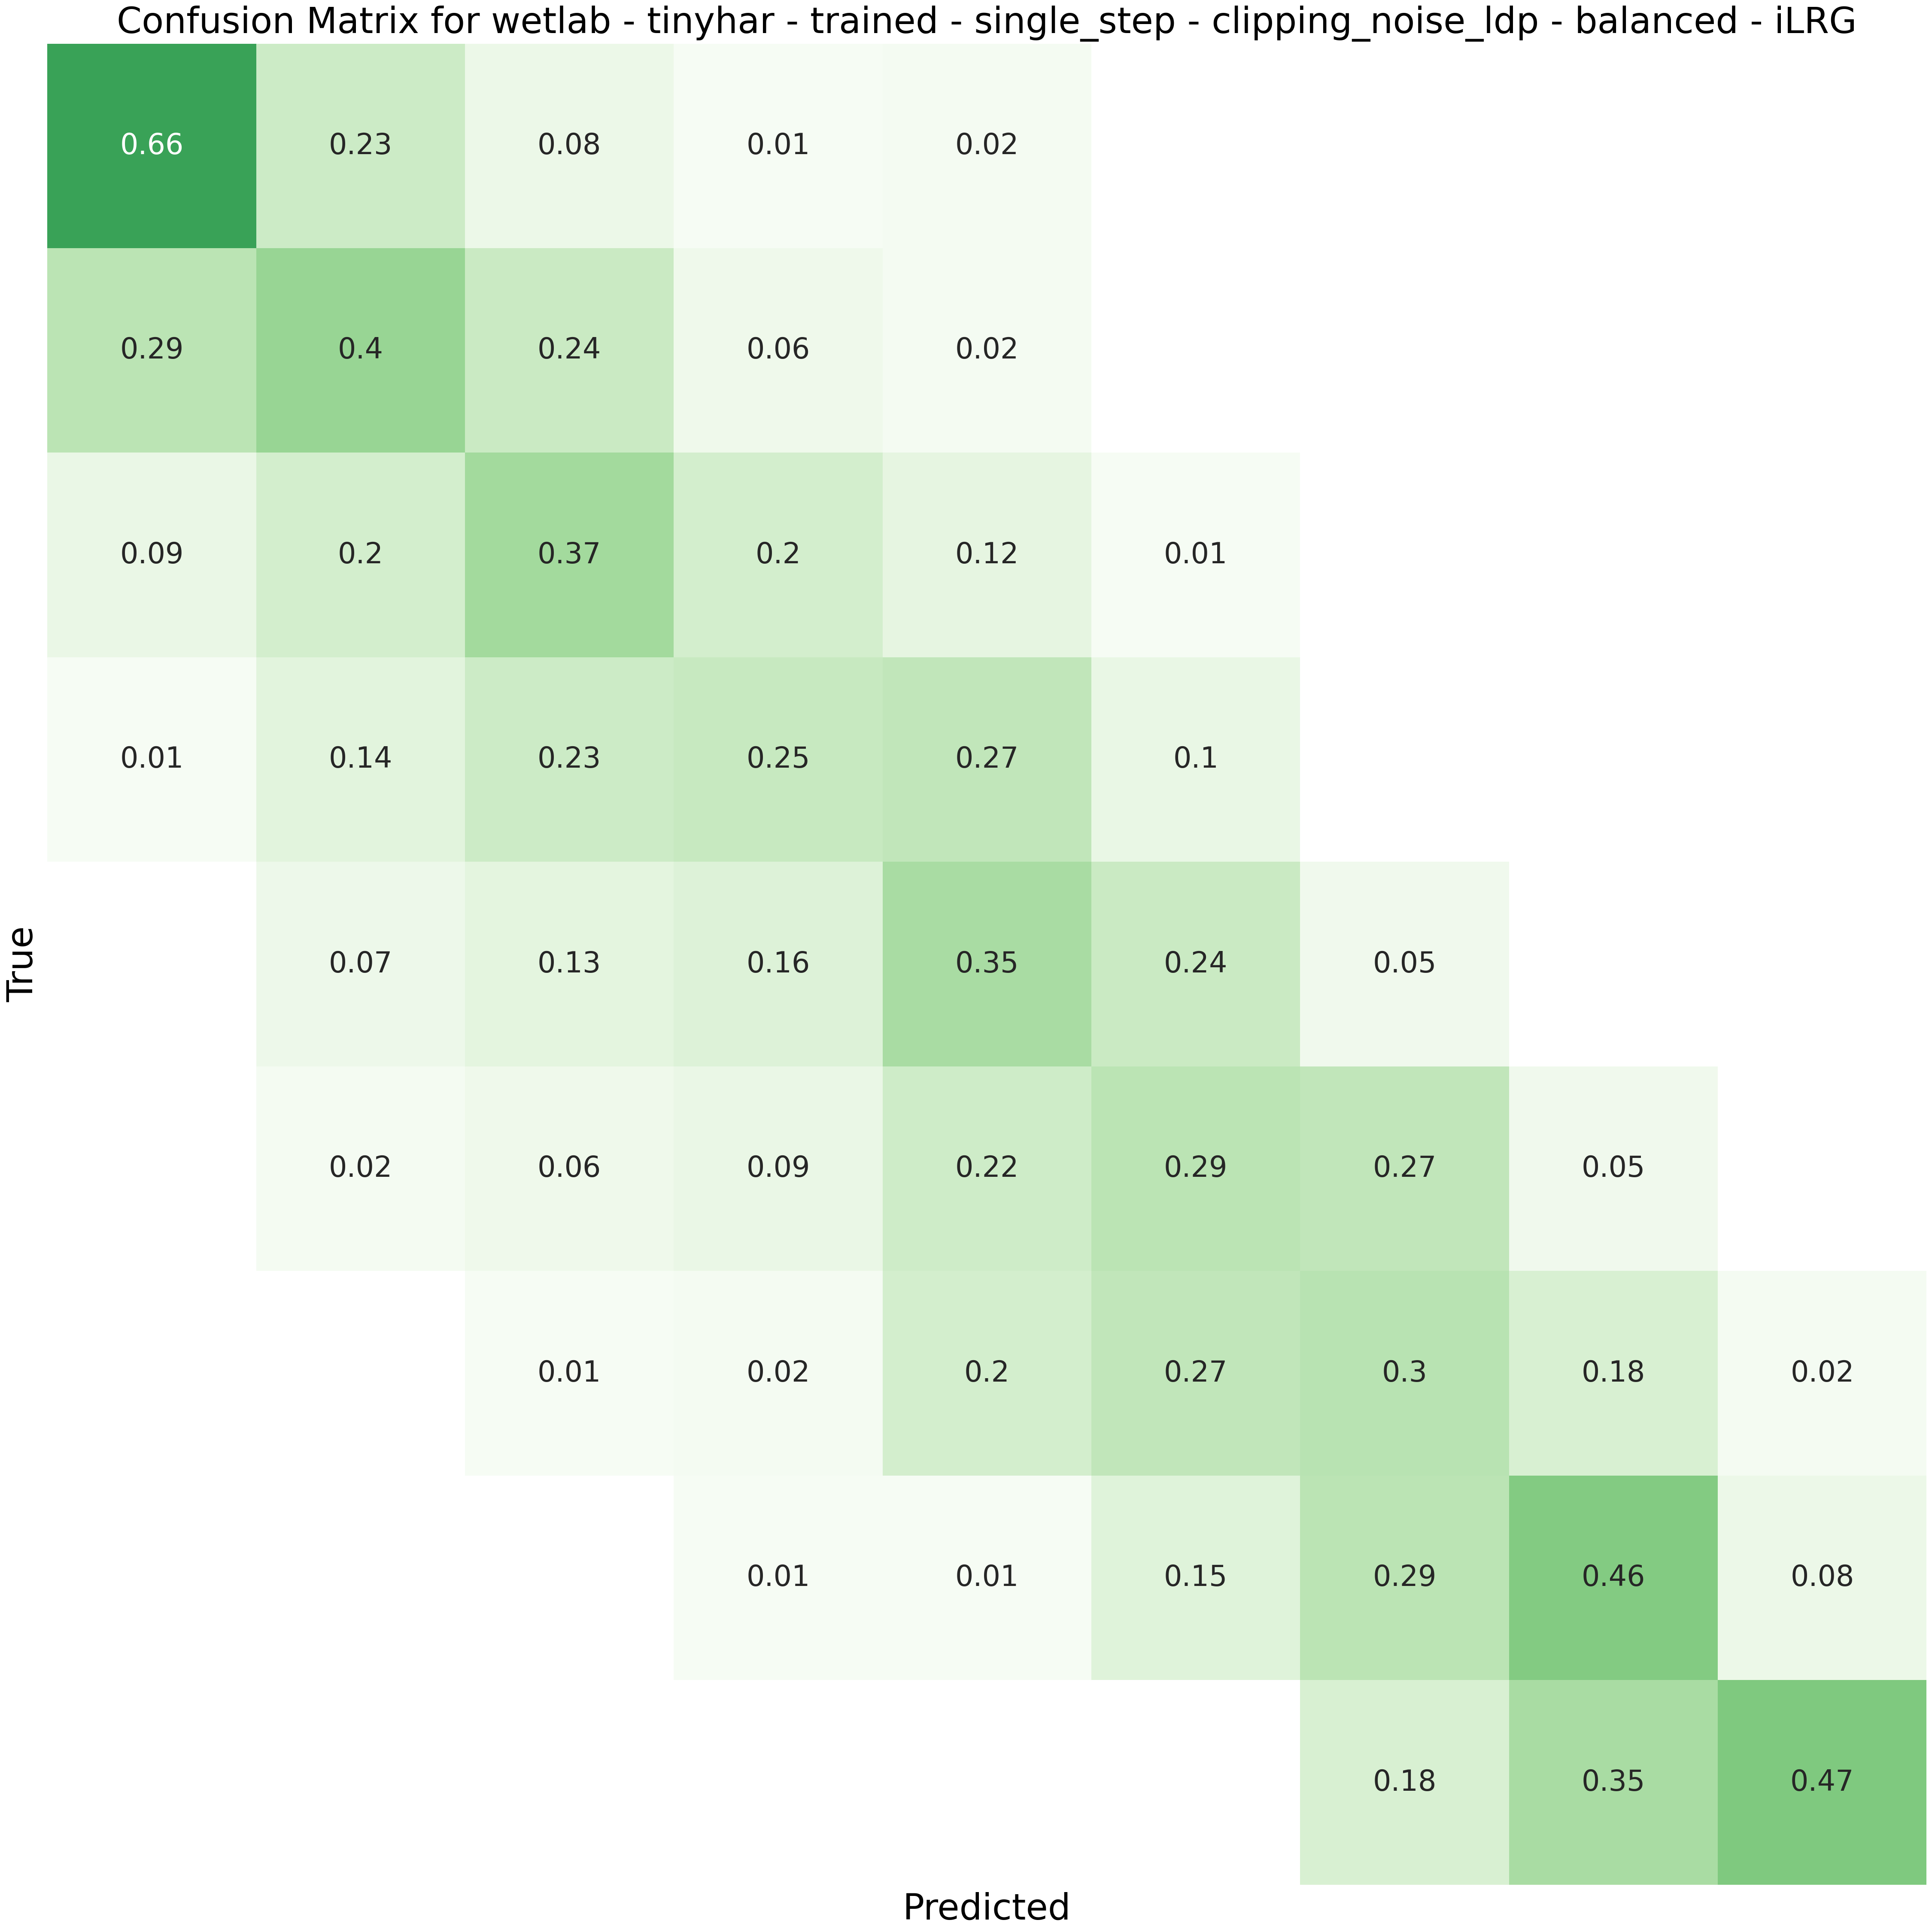 Confusion Matrix for wetlab - tinyhar - trained - single_step - clipping_noise_ldp - balanced - iLRG
0.66 0.23 0.08 0.01 0.02
0.29 0.4 0.24 0.06 0.02
0.09 0.2 0.37 0.2 0.12 0.01
0.01 0.14 0.23 0.25 0.27 0.1
0.07 0.13 0.16 0.35 0.24 0.05
0.02 0.06 0.09 0.22 0.29 0.27 0.05
0.01 0.02 0.2 0.27 0.3 0.18 0.02
0.01 0.01 0.15 0.29 0.46 0.08
0.18 0.35 0.47
True
Predicted